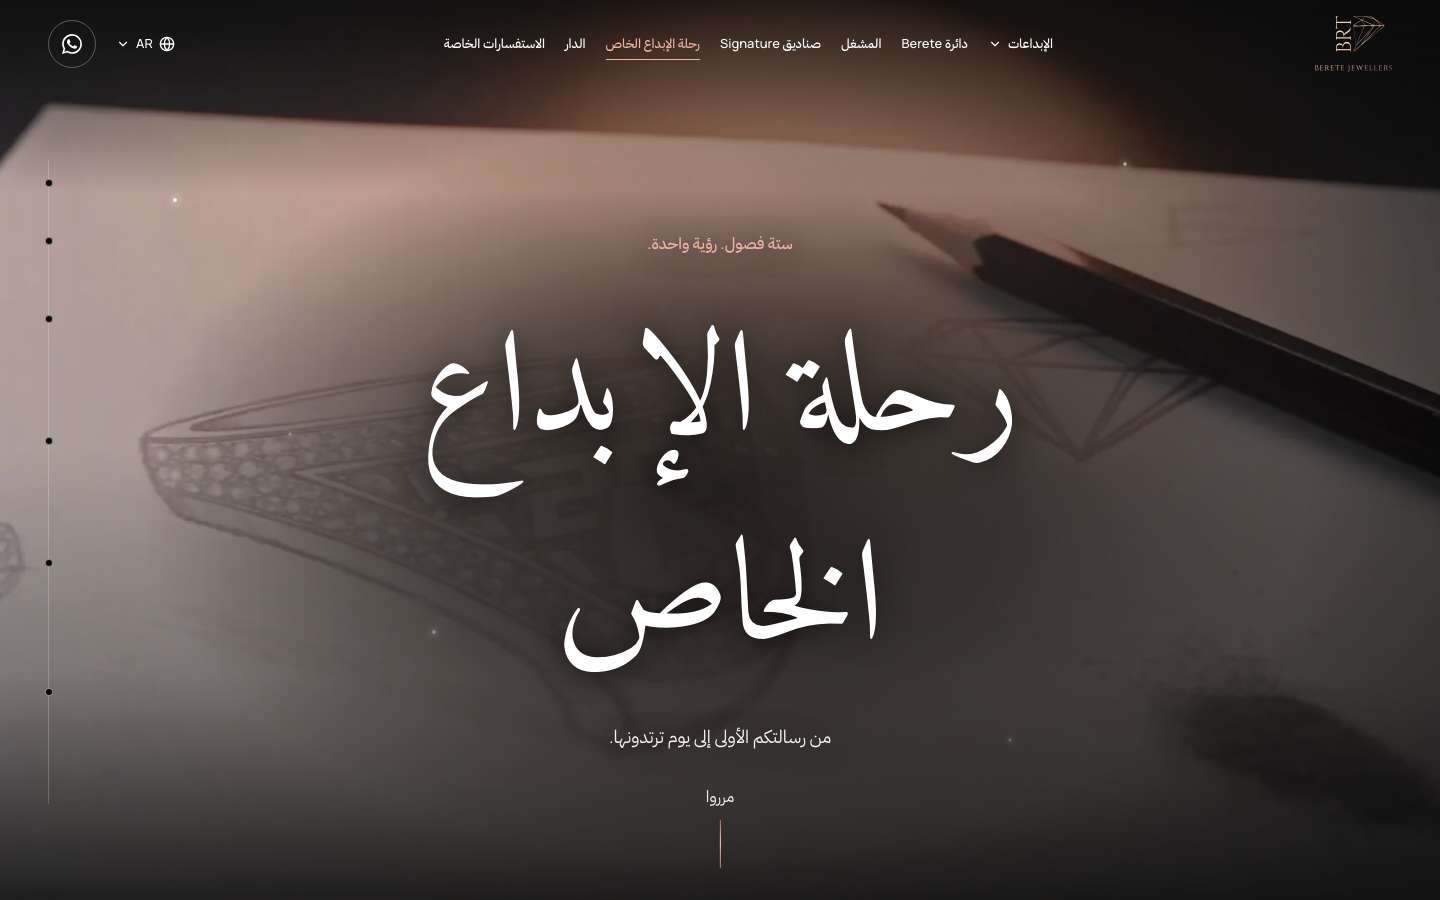 BRT
BERETE JEWELLERS
الإبداعات
دائرة Berete
المشغل
صناديق Signature
رحلة الإبداع الخاص
الدار
الاستفسارات الخاصة
AR
ستة فصول. رؤية واحدة.
رحلة الإبداع
الخاص
من رسالتكم الأولى إلى يوم ترتدونها.
مرروا